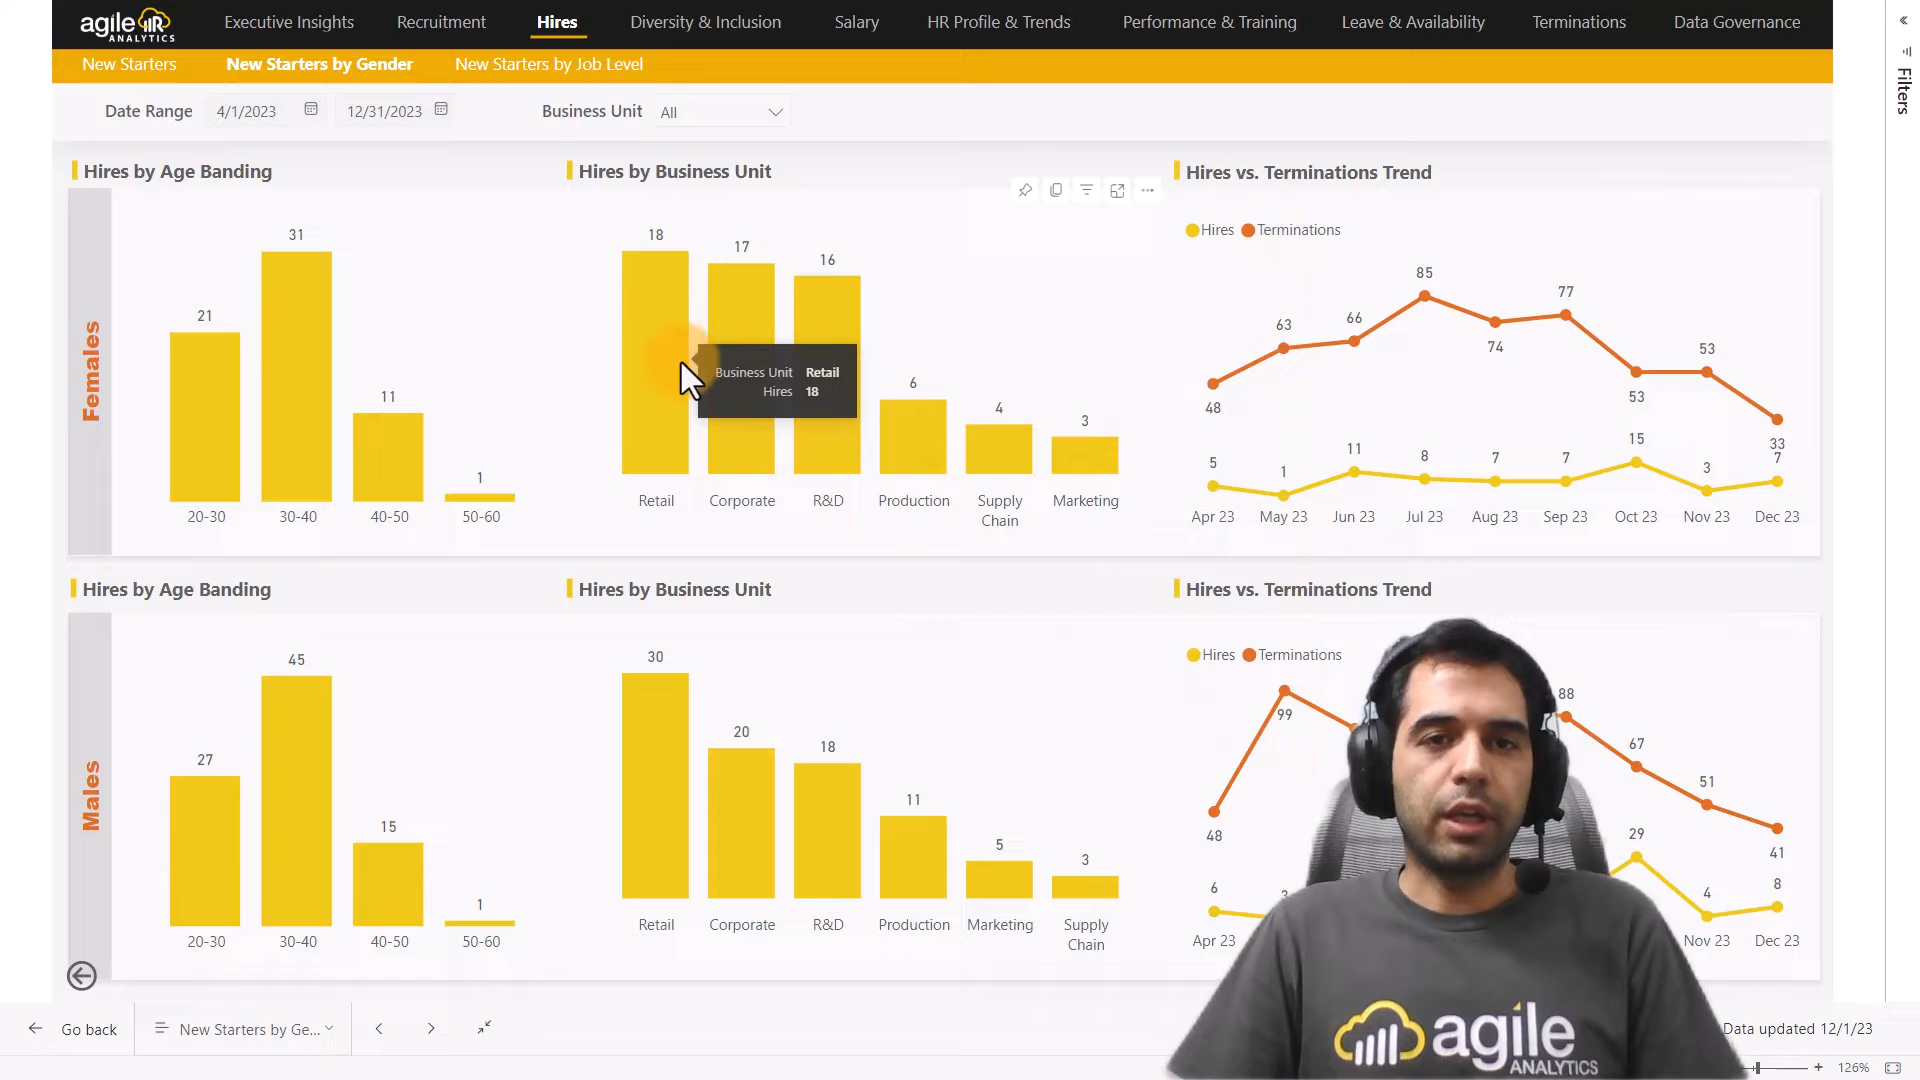 agile HR
ANALYTICS
Executive Insights
Recruitment
Hires
Diversity & Inclusion
Salary
HR Profile & Trends
Performance & Training
Leave & Availability
Terminations
Data Governance
New Starters
New Starters by Gender
New Starters by Job Level
Filters
Date Range
4/1/2023
12/31/2023
Business Unit
All
Hires by Age Banding
Hires by Business Unit
Hires vs. Terminations Trend
Females
21
31
11
1
20-30
30-40
40-50
50-60
18
17
16
6
4
3
Business Unit Retail
Hires 18
Retail
Corporate
R&D
Production
Supply
Chain
Marketing
Hires
Terminations
48
63
66
85
74
77
53
53
33
5
1
11
8
7
7
15
3
7
Apr 23
May 23
Jun 23
Jul 23
Aug 23
Sep 23
Oct 23
Nov 23
Dec 23
Hires by Age Banding
Hires by Business Unit
Hires vs. Terminations Trend
Males
27
45
15
1
20-30
30-40
40-50
50-60
30
20
18
11
5
3
Retail
Corporate
R&D
Production
Marketing
Supply
Chain
Hires
Terminations
48
99
88
67
51
41
6
29
4
8
Apr 23
Nov 23
Dec 23
agile
ANALYTICS
Go back
New Starters by Ge...
Data updated 12/1/23
126%